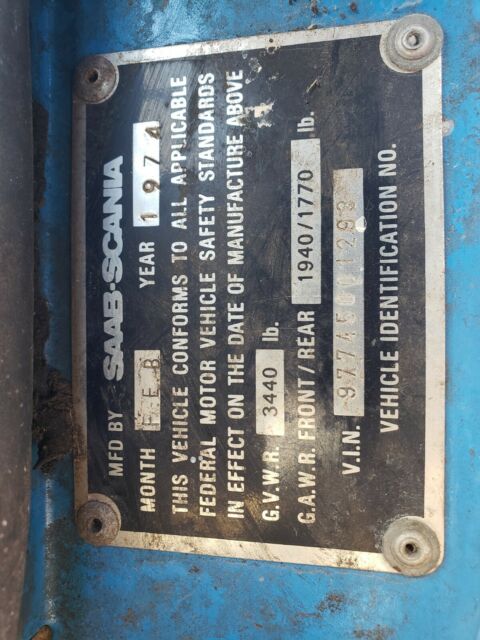 MFD BY SAAB-SCANIA
MONTH FEB YEAR 1974
THIS VEHICLE CONFORMS TO ALL APPLICABLE
FEDERAL MOTOR VEHICLE SAFETY STANDARDS
IN EFFECT ON THE DATE OF MANUFACTURE ABOVE
G.V.W.R. 3440 lb.
G.A.W.R. FRONT/REAR 1940/1770 lb.
V.I.N.
VEHICLE IDENTIFICATION NO.